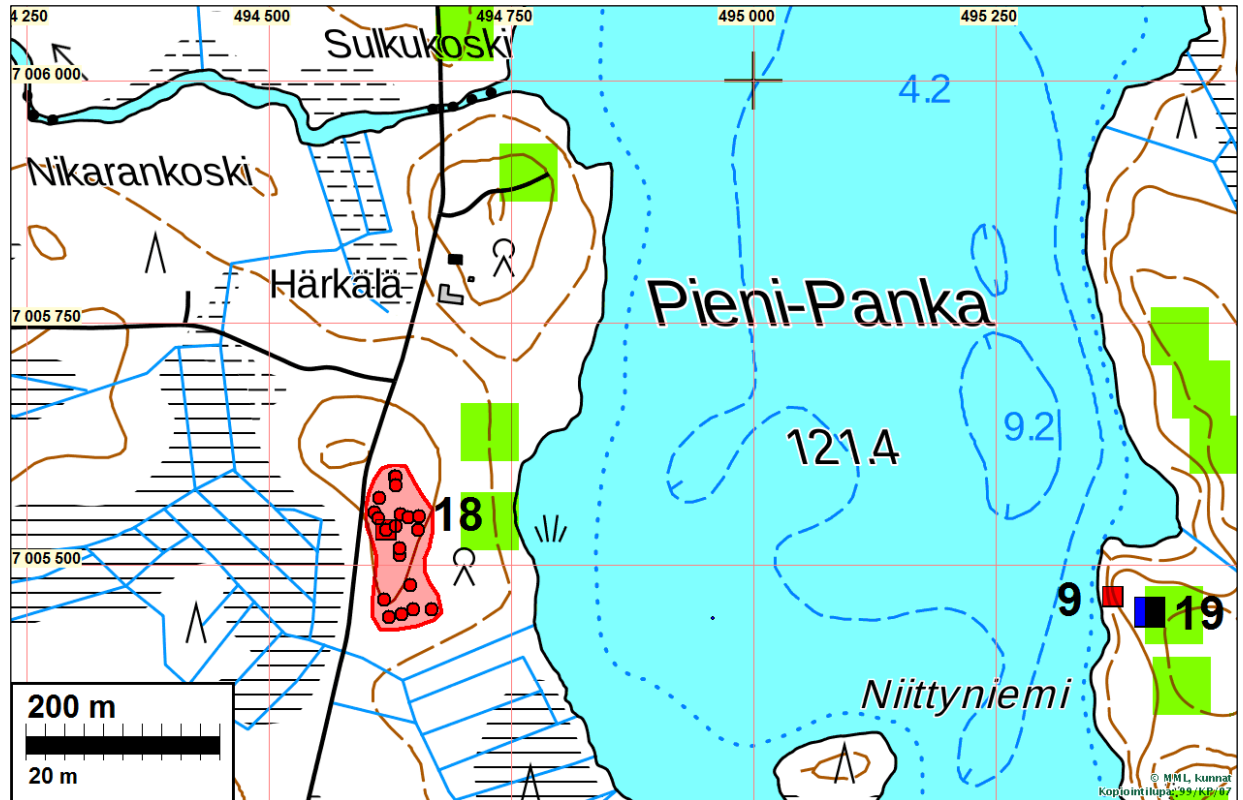 4 250
494 500
494 750
495 000
495 250
Sulkukoski
7 006 000
4.2
Nikarankoski
Härkälä
Pieni-Panka
7 005 750
9.2
121.4
18
7 005 500
9
19
Niittyniemi
200 m
20 m
© MML, kunnat
Kopiointilupa: 99/KP/07